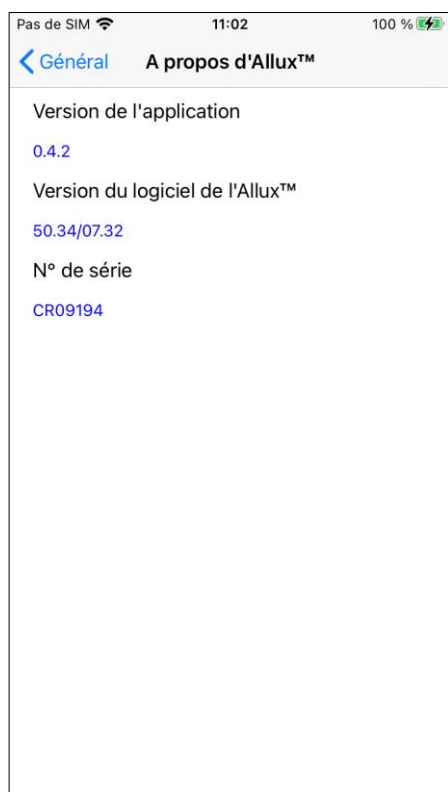 Pas de SIM 11:02 100 %
Général A propos d'Allux™
Version de l'application
0.4.2
Version du logiciel de l'Allux™
50.34/07.32
N° de série
CR09194